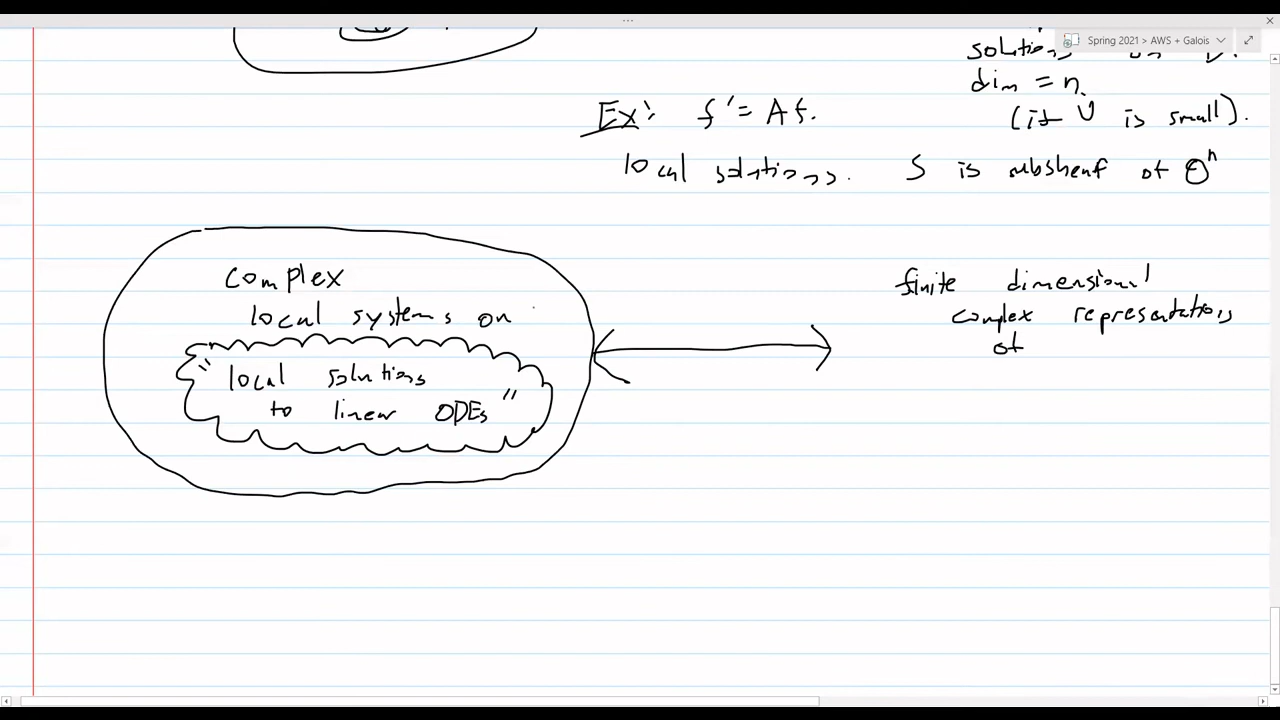 Spring 2021 > AWS + Galois
solutions on U.
dim = n.
(if U is small).
Ex: f' = Af.
local solutions. S is subsheaf of O^n
complex
local systems on
"local solutions
to linear ODEs"
finite dimensional
complex representations
of